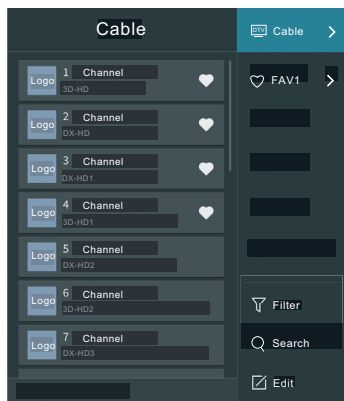 Cable
Logo 1 Channel
3D-HD
Logo 2 Channel
DX-HD
Logo 3 Channel
DX-HD1
Logo 4 Channel
3D-HD1
Logo 5 Channel
DX-HD2
Logo 6 Channel
3D-HD2
Logo 7 Channel
DX-HD3
DTV Cable
FAV1
Filter
Search
Edit